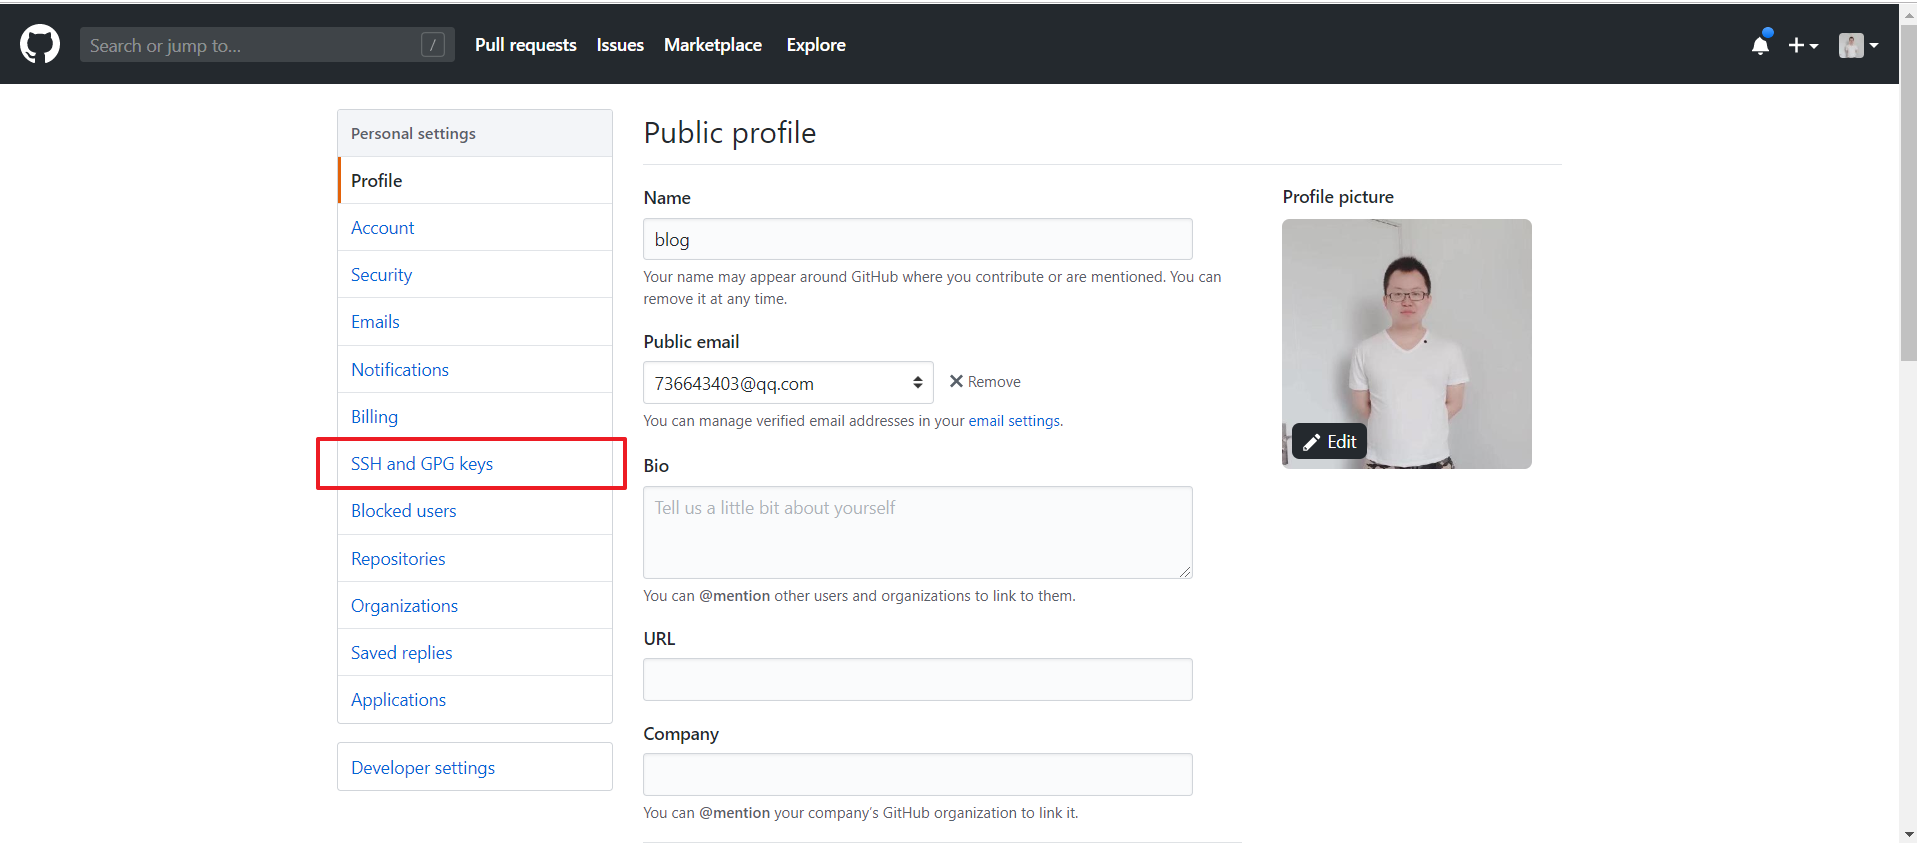 Search or jump to...
/
Pull requests
Issues
Marketplace
Explore
Personal settings
Profile
Account
Security
Emails
Notifications
Billing
SSH and GPG keys
Blocked users
Repositories
Organizations
Saved replies
Applications
Developer settings
Public profile
Name
blog
Your name may appear around GitHub where you contribute or are mentioned. You can
remove it at any time.
Public email
736643403@qq.com
Remove
You can manage verified email addresses in your email settings.
Bio
Tell us a little bit about yourself
You can @mention other users and organizations to link to them.
URL
Company
You can @mention your company's GitHub organization to link it.
Profile picture
Edit